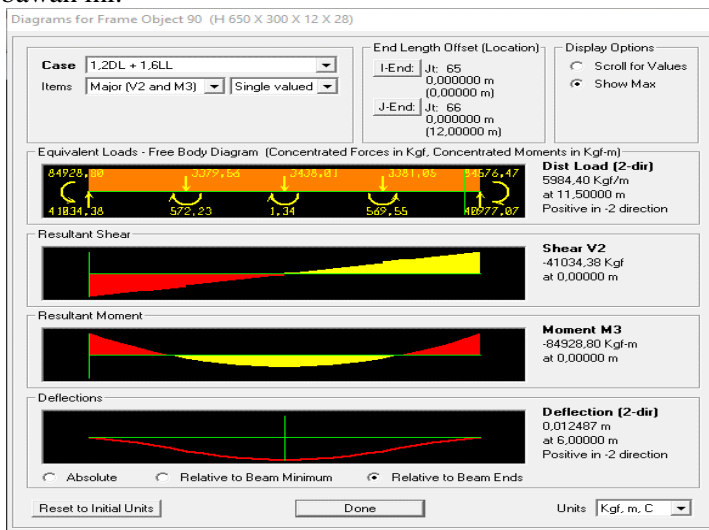 bawah ini.
Diagrams for Frame Object 90 (H 650 X 300 X 12 X 28)
Case 1,2DL + 1,6LL
Items Major (V2 and M3) Single valued
End Length Offset (Location)
I-End: Jt: 65
0,000000 m
(0,00000 m)
J-End: Jt: 66
0,000000 m
(12,00000 m)
Display Options
Scroll for Values
Show Max
Equivalent Loads - Free Body Diagram (Concentrated Forces in Kgf, Concentrated Moments in Kgf-m)
84928,80 3379,56 3438,01 3381,06 84676,47
41034,38 572,23 1,34 569,55 40977,07
Dist Load (2-dir)
5984,40 Kgf/m
at 11,50000 m
Positive in -2 direction
Resultant Shear
Shear V2
-41034,38 Kgf
at 0,00000 m
Resultant Moment
Moment M3
-84928,80 Kgf-m
at 0,00000 m
Deflections
Deflection (2-dir)
0,012487 m
at 6,00000 m
Positive in -2 direction
Absolute Relative to Beam Minimum Relative to Beam Ends
Reset to Initial Units Done Units Kgf, m, C